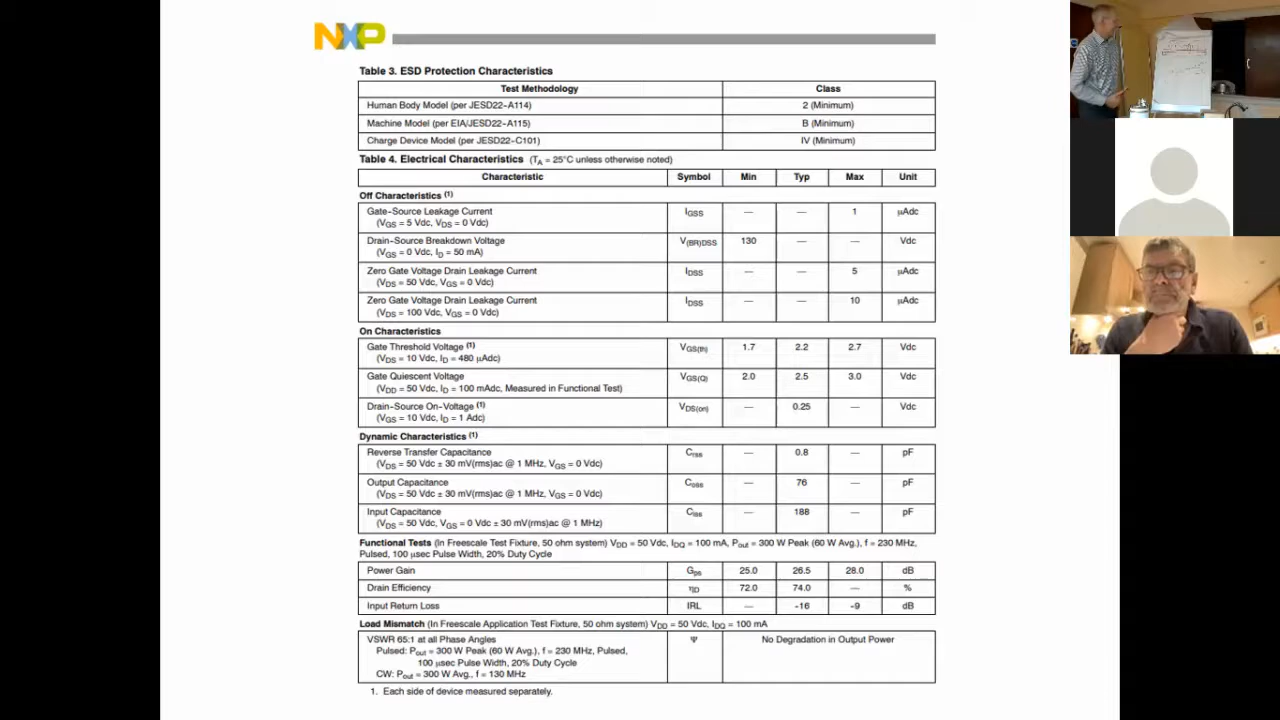 NXP
Table 3. ESD Protection Characteristics
Test Methodology Class
Human Body Model (per JESD22-A114) 2 (Minimum)
Machine Model (per EIA/JESD22-A115) B (Minimum)
Charge Device Model (per JESD22-C101) IV (Minimum)
Table 4. Electrical Characteristics (TA = 25°C unless otherwise noted)
Characteristic Symbol Min Typ Max Unit
Off Characteristics (1)
Gate-Source Leakage Current IGSS — — 1 μAdc
(VGS = 5 Vdc, VDS = 0 Vdc)
Drain-Source Breakdown Voltage V(BR)DSS 130 — — Vdc
(VGS = 0 Vdc, ID = 50 mA)
Zero Gate Voltage Drain Leakage Current IDSS — — 5 μAdc
(VDS = 50 Vdc, VGS = 0 Vdc)
Zero Gate Voltage Drain Leakage Current IDSS — — 10 μAdc
(VDS = 100 Vdc, VGS = 0 Vdc)
On Characteristics
Gate Threshold Voltage (1) VGS(th) 1.7 2.2 2.7 Vdc
(VDS = 10 Vdc, ID = 480 μAdc)
Gate Quiescent Voltage VGS(Q) 2.0 2.5 3.0 Vdc
(VDD = 50 Vdc, ID = 100 mAdc, Measured in Functional Test)
Drain-Source On-Voltage (1) VDS(on) — 0.25 — Vdc
(VGS = 10 Vdc, ID = 1 Adc)
Dynamic Characteristics (1)
Reverse Transfer Capacitance Crss — 0.8 — pF
(VDS = 50 Vdc ± 30 mV(rms)ac @ 1 MHz, VGS = 0 Vdc)
Output Capacitance Coss — 76 — pF
(VDS = 50 Vdc ± 30 mV(rms)ac @ 1 MHz, VGS = 0 Vdc)
Input Capacitance Ciss — 188 — pF
(VDS = 50 Vdc, VGS = 0 Vdc ± 30 mV(rms)ac @ 1 MHz)
Functional Tests (In Freescale Test Fixture, 50 ohm system) VDD = 50 Vdc, IDQ = 100 mA, Pout = 300 W Peak (60 W Avg.), f = 230 MHz,
Pulsed, 100 μsec Pulse Width, 20% Duty Cycle
Power Gain Gps 25.0 26.5 28.0 dB
Drain Efficiency ηD 72.0 74.0 — %
Input Return Loss IRL — -16 -9 dB
Load Mismatch (In Freescale Application Test Fixture, 50 ohm system) VDD = 50 Vdc, IDQ = 100 mA
VSWR 65:1 at all Phase Angles Ψ No Degradation in Output Power
Pulsed: Pout = 300 W Peak (60 W Avg.), f = 230 MHz, Pulsed,
100 μsec Pulse Width, 20% Duty Cycle
CW: Pout = 300 W Avg., f = 130 MHz
1. Each side of device measured separately.